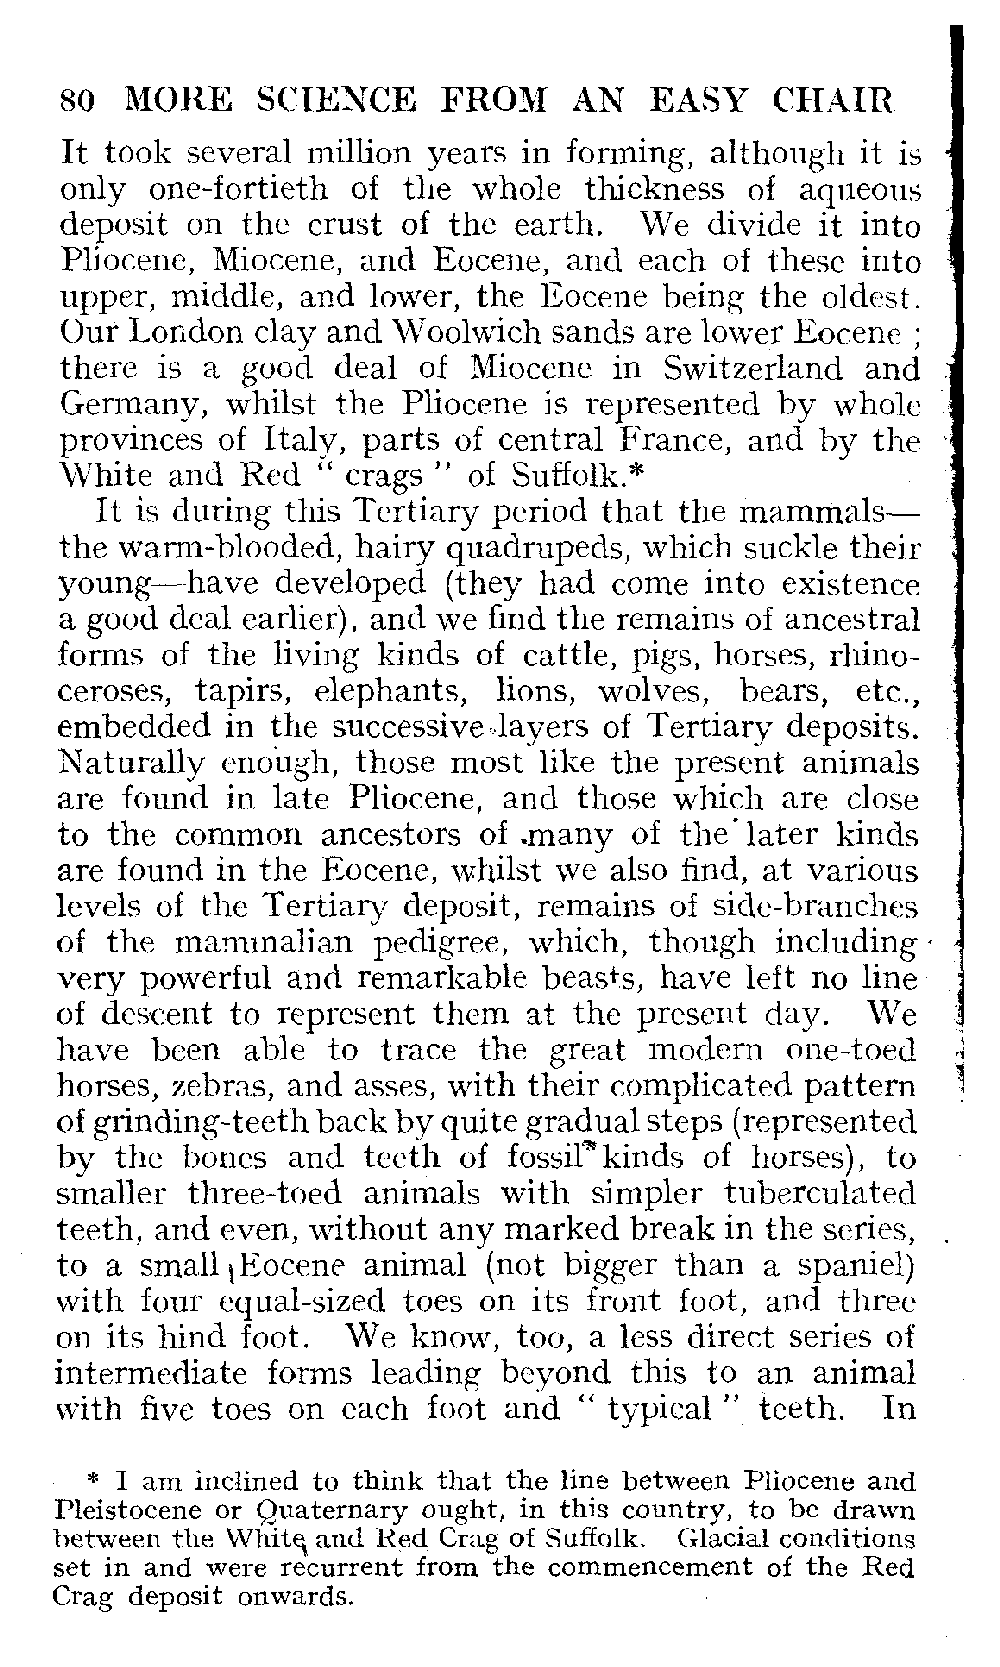 80 MORE SCIENCE FROM AN EASY CHAIR
It took several million years in forming, although it is
only one-fortieth of the whole thickness of aqueous
deposit on the crust of the earth. We divide it into
Pliocene, Miocene, and Eocene, and each of these into
upper, middle, and lower, the Eocene being the oldest.
Our London clay and Woolwich sands are lower Eocene ;
there is a good deal of Miocene in Switzerland and
Germany, whilst the Pliocene is represented by whole
provinces of Italy, parts of central France, and by the
White and Red " crags " of Suffolk.*
It is during this Tertiary period that the mammals—
the warm-blooded, hairy quadrupeds, which suckle their
young—have developed (they had come into existence
a good deal earlier), and we find the remains of ancestral
forms of the living kinds of cattle, pigs, horses, rhino-
ceroses, tapirs, elephants, lions, wolves, bears, etc.,
embedded in the successive layers of Tertiary deposits.
Naturally enough, those most like the present animals
are found in late Pliocene, and those which are close
to the common ancestors of many of the later kinds
are found in the Eocene, whilst we also find, at various
levels of the Tertiary deposit, remains of side-branches
of the mammalian pedigree, which, though including
very powerful and remarkable beasts, have left no line
of descent to represent them at the present day. We
have been able to trace the great modern one-toed
horses, zebras, and asses, with their complicated pattern
of grinding-teeth back by quite gradual steps (represented
by the bones and teeth of fossil kinds of horses), to
smaller three-toed animals with simpler tuberculated
teeth, and even, without any marked break in the series,
to a small Eocene animal (not bigger than a spaniel)
with four equal-sized toes on its front foot, and three
on its hind foot. We know, too, a less direct series of
intermediate forms leading beyond this to an animal
with five toes on each foot and " typical " teeth. In
* I am inclined to think that the line between Pliocene and
Pleistocene or Quaternary ought, in this country, to be drawn
between the White and Red Crag of Suffolk. Glacial conditions
set in and were recurrent from the commencement of the Red
Crag deposit onwards.